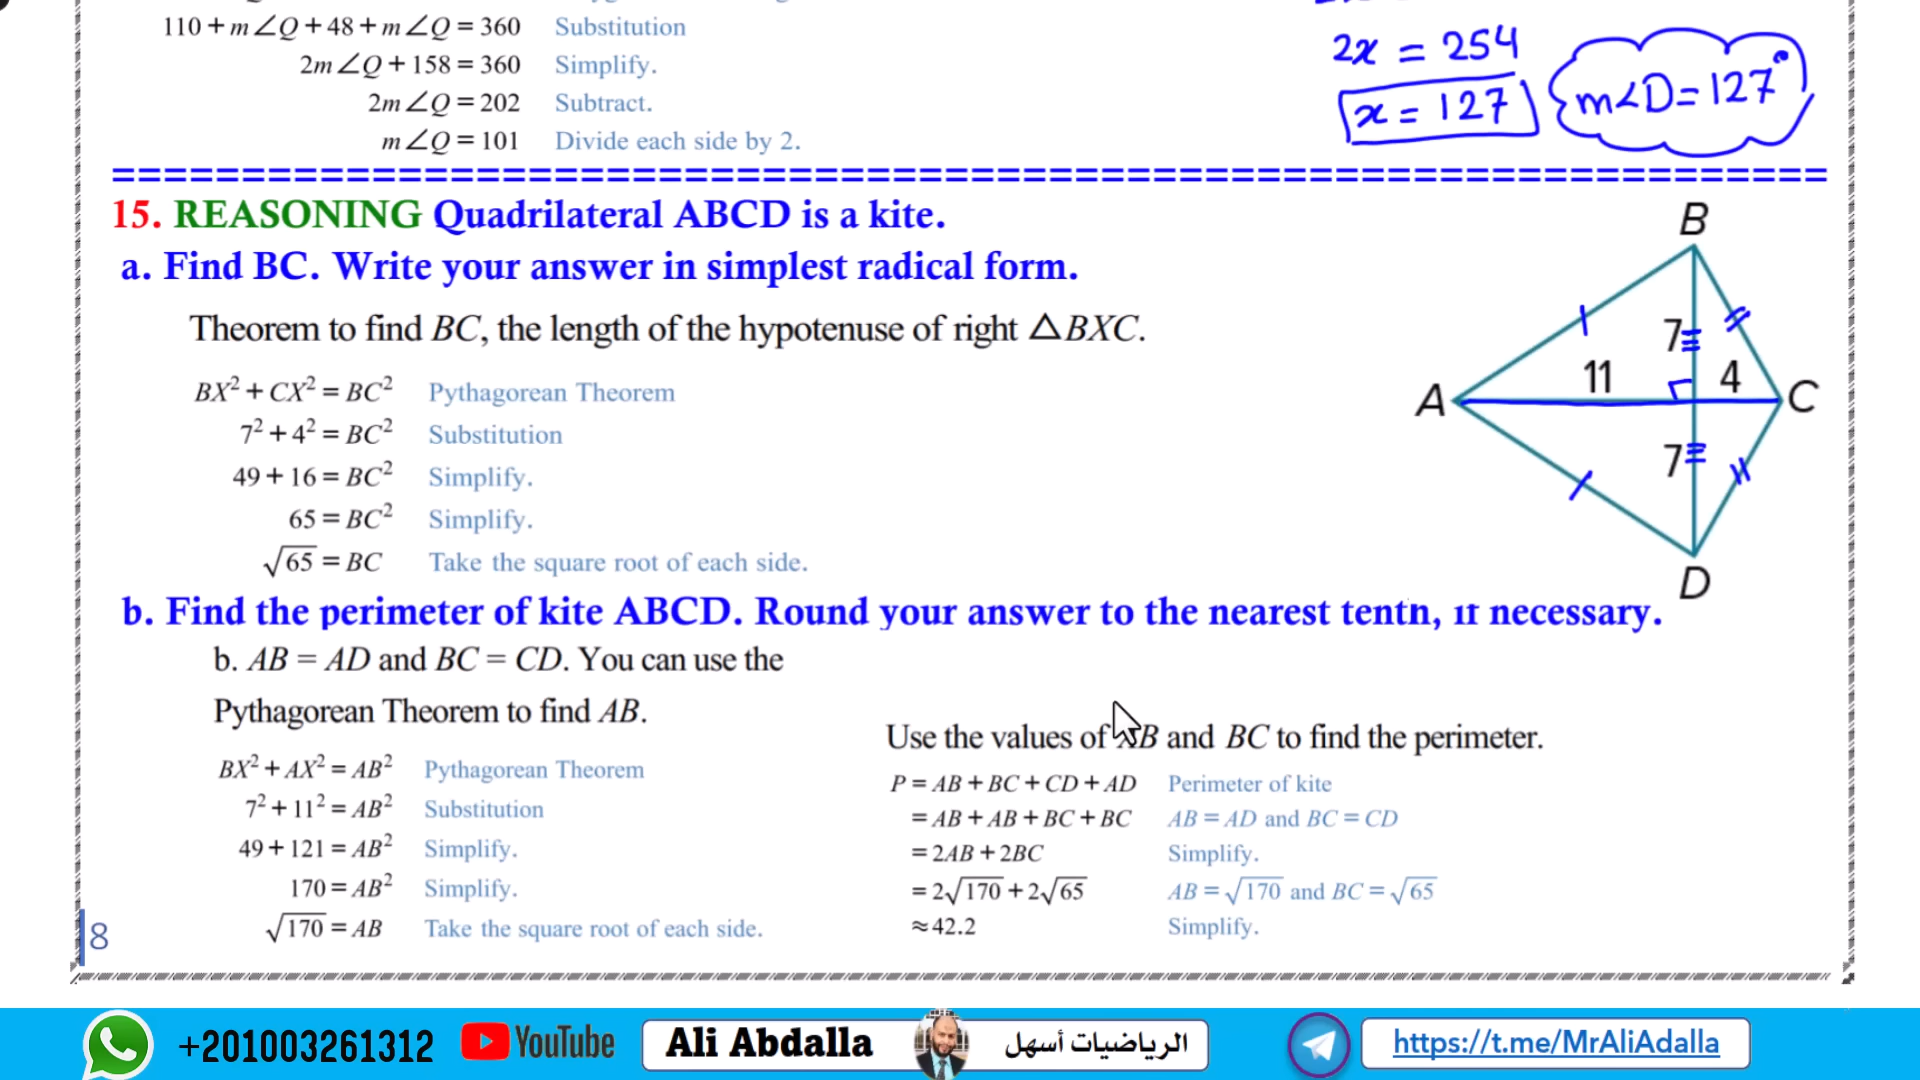 110 + m∠Q + 48 + m∠Q = 360 Substitution
2m∠Q + 158 = 360 Simplify.
2m∠Q = 202 Subtract.
m∠Q = 101 Divide each side by 2.
2x = 254
x = 127
m∠D = 127°
15. REASONING Quadrilateral ABCD is a kite.
a. Find BC. Write your answer in simplest radical form.
Theorem to find BC, the length of the hypotenuse of right △BXC.
BX² + CX² = BC² Pythagorean Theorem
7² + 4² = BC² Substitution
49 + 16 = BC² Simplify.
65 = BC² Simplify.
√65 = BC Take the square root of each side.
B
7
11
4
A
C
7
D
b. Find the perimeter of kite ABCD. Round your answer to the nearest tenth, if necessary.
b. AB = AD and BC = CD. You can use the
Pythagorean Theorem to find AB.
BX² + AX² = AB² Pythagorean Theorem
7² + 11² = AB² Substitution
49 + 121 = AB² Simplify.
170 = AB² Simplify.
√170 = AB Take the square root of each side.
Use the values of AB and BC to find the perimeter.
P = AB + BC + CD + AD Perimeter of kite
= AB + AB + BC + BC AB = AD and BC = CD
= 2AB + 2BC Simplify.
= 2√170 + 2√65 AB = √170 and BC = √65
≈ 42.2 Simplify.
8
+201003261312
YouTube
Ali Abdalla
الرياضيات أسهل
https://t.me/MrAliAdalla